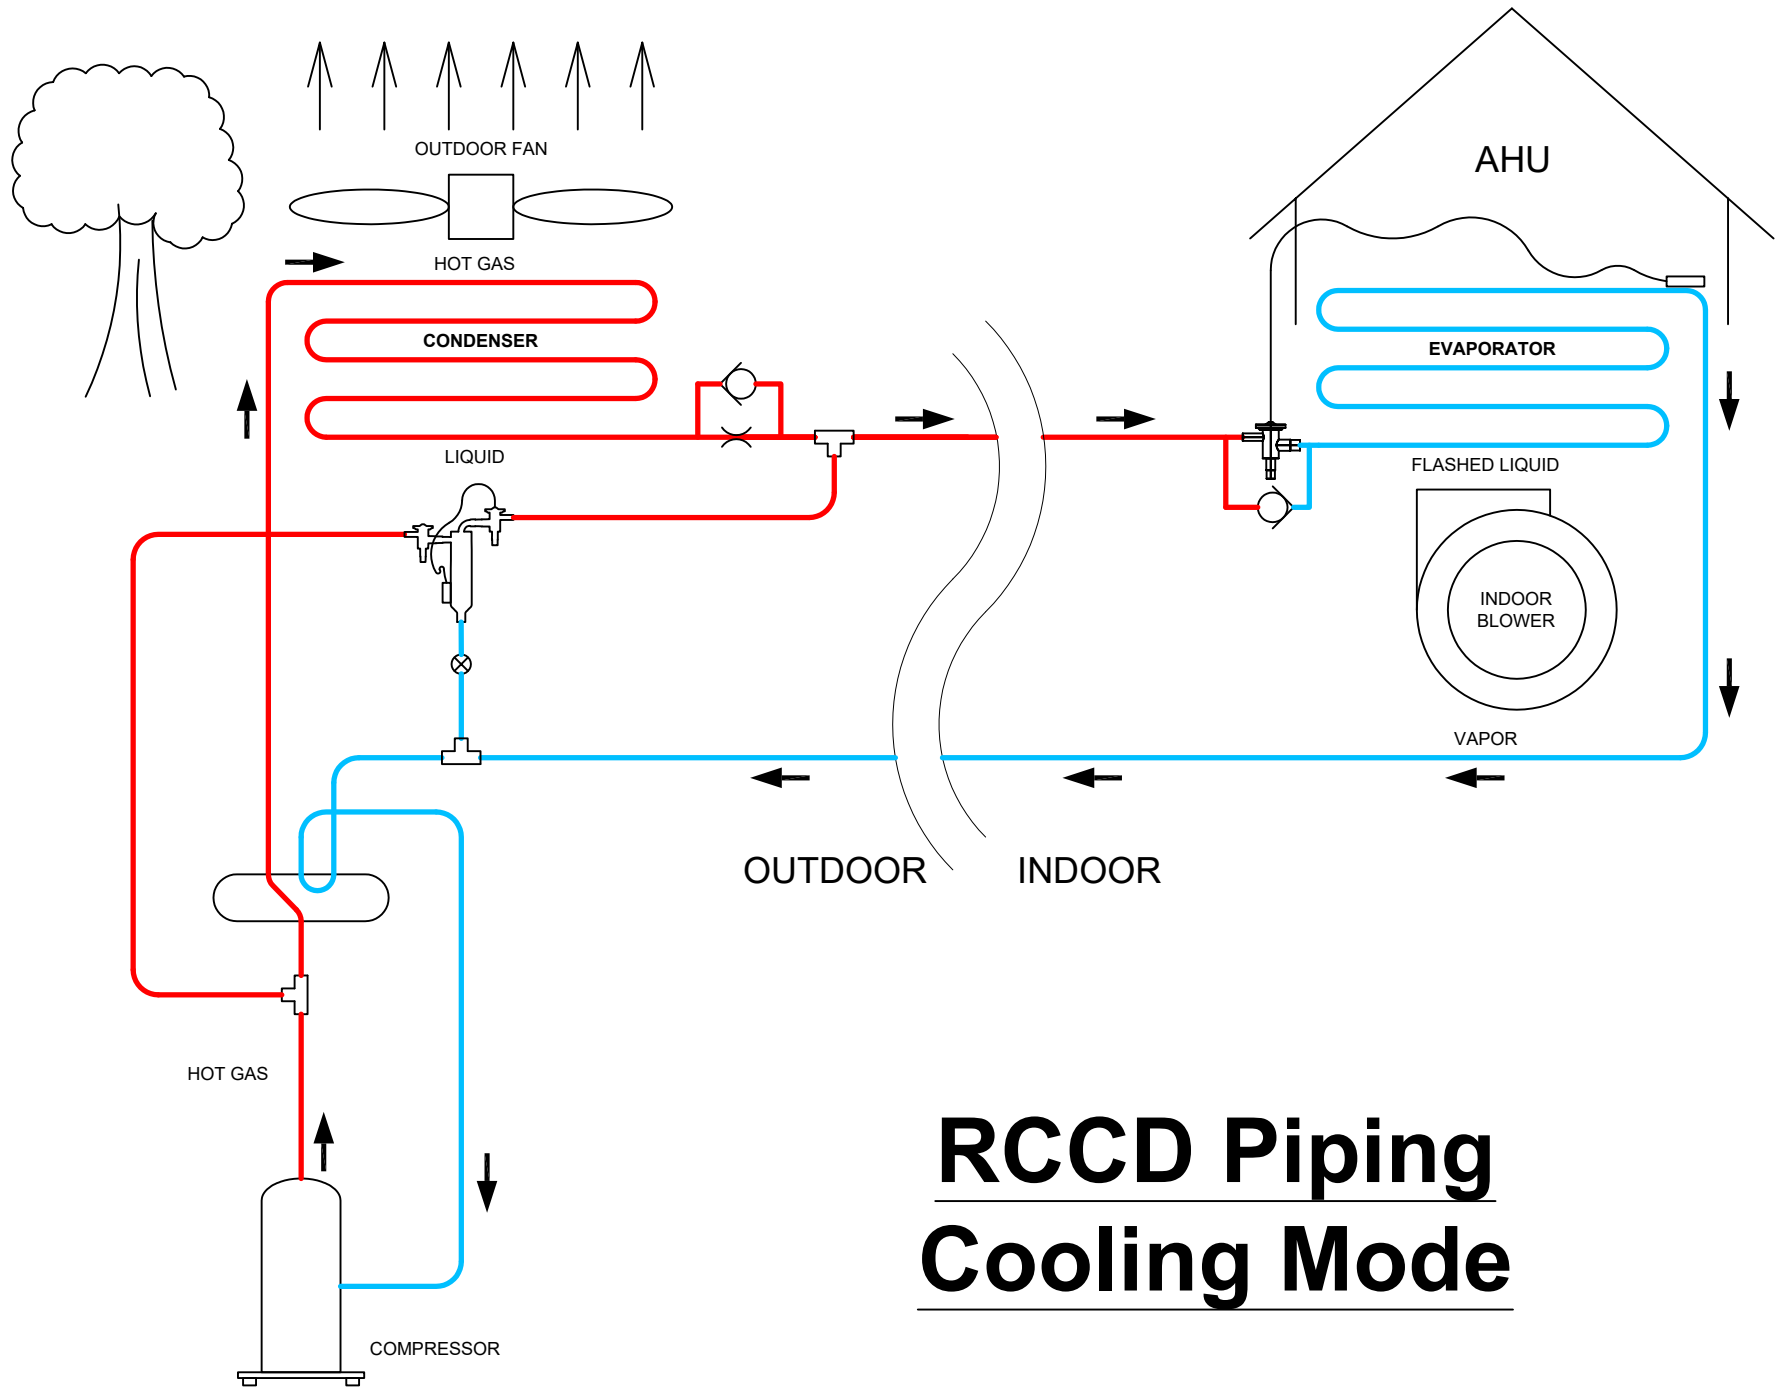 OUTDOOR FAN
AHU
HOT GAS
CONDENSER
EVAPORATOR
LIQUID
FLASHED LIQUID
INDOOR
BLOWER
VAPOR
OUTDOOR
INDOOR
HOT GAS
RCCD Piping
Cooling Mode
COMPRESSOR